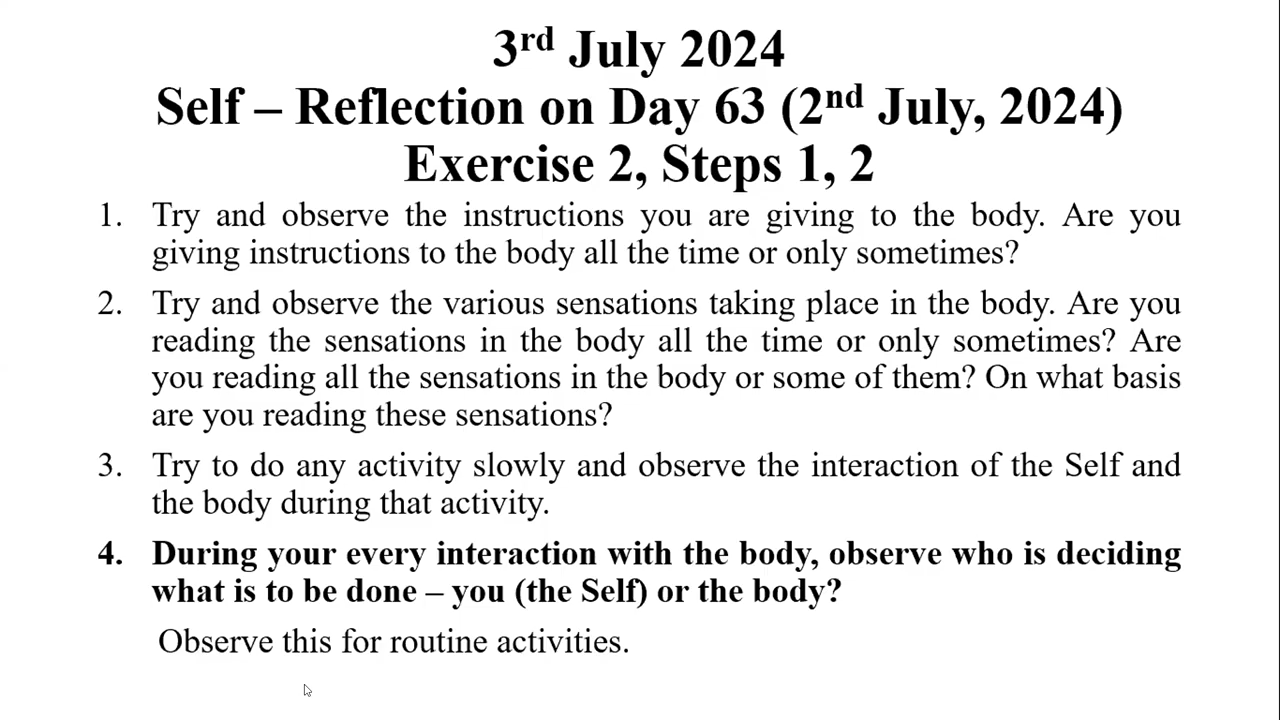 3rd July 2024
Self – Reflection on Day 63 (2nd July, 2024)
Exercise 2, Steps 1, 2
1. Try and observe the instructions you are giving to the body. Are you
giving instructions to the body all the time or only sometimes?
2. Try and observe the various sensations taking place in the body. Are you
reading the sensations in the body all the time or only sometimes? Are
you reading all the sensations in the body or some of them? On what basis
are you reading these sensations?
3. Try to do any activity slowly and observe the interaction of the Self and
the body during that activity.
4. During your every interaction with the body, observe who is deciding
what is to be done – you (the Self) or the body?
Observe this for routine activities.